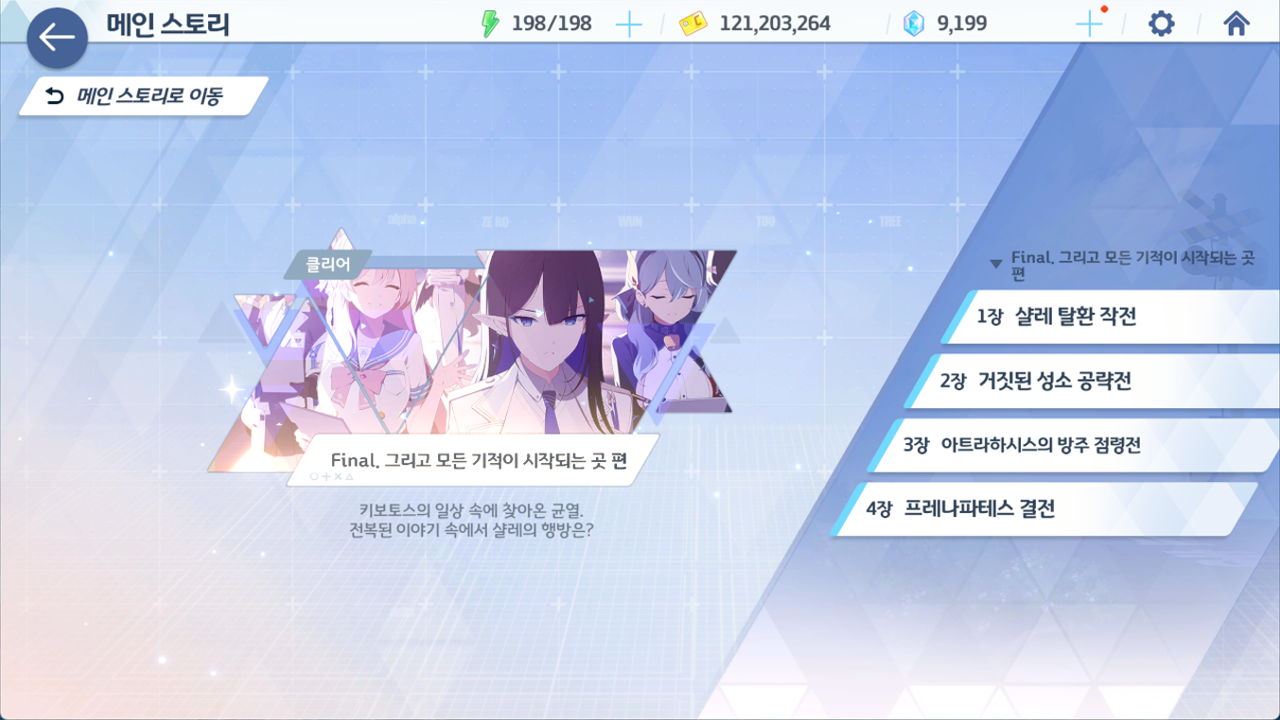 메인 스토리
198/198
121,203,264
9,199
메인 스토리로 이동
alpha
ZERO
WON
TOO
TREE
클리어
Final. 그리고 모든 기적이 시작되는 곳 편
키보토스의 일상 속에 찾아온 균열.
전복된 이야기 속에서 샬레의 행방은?
Final. 그리고 모든 기적이 시작되는 곳
편
1장 샬레 탈환 작전
2장 거짓된 성소 공략전
3장 아트라하시스의 방주 점령전
4장 프레나파테스 결전